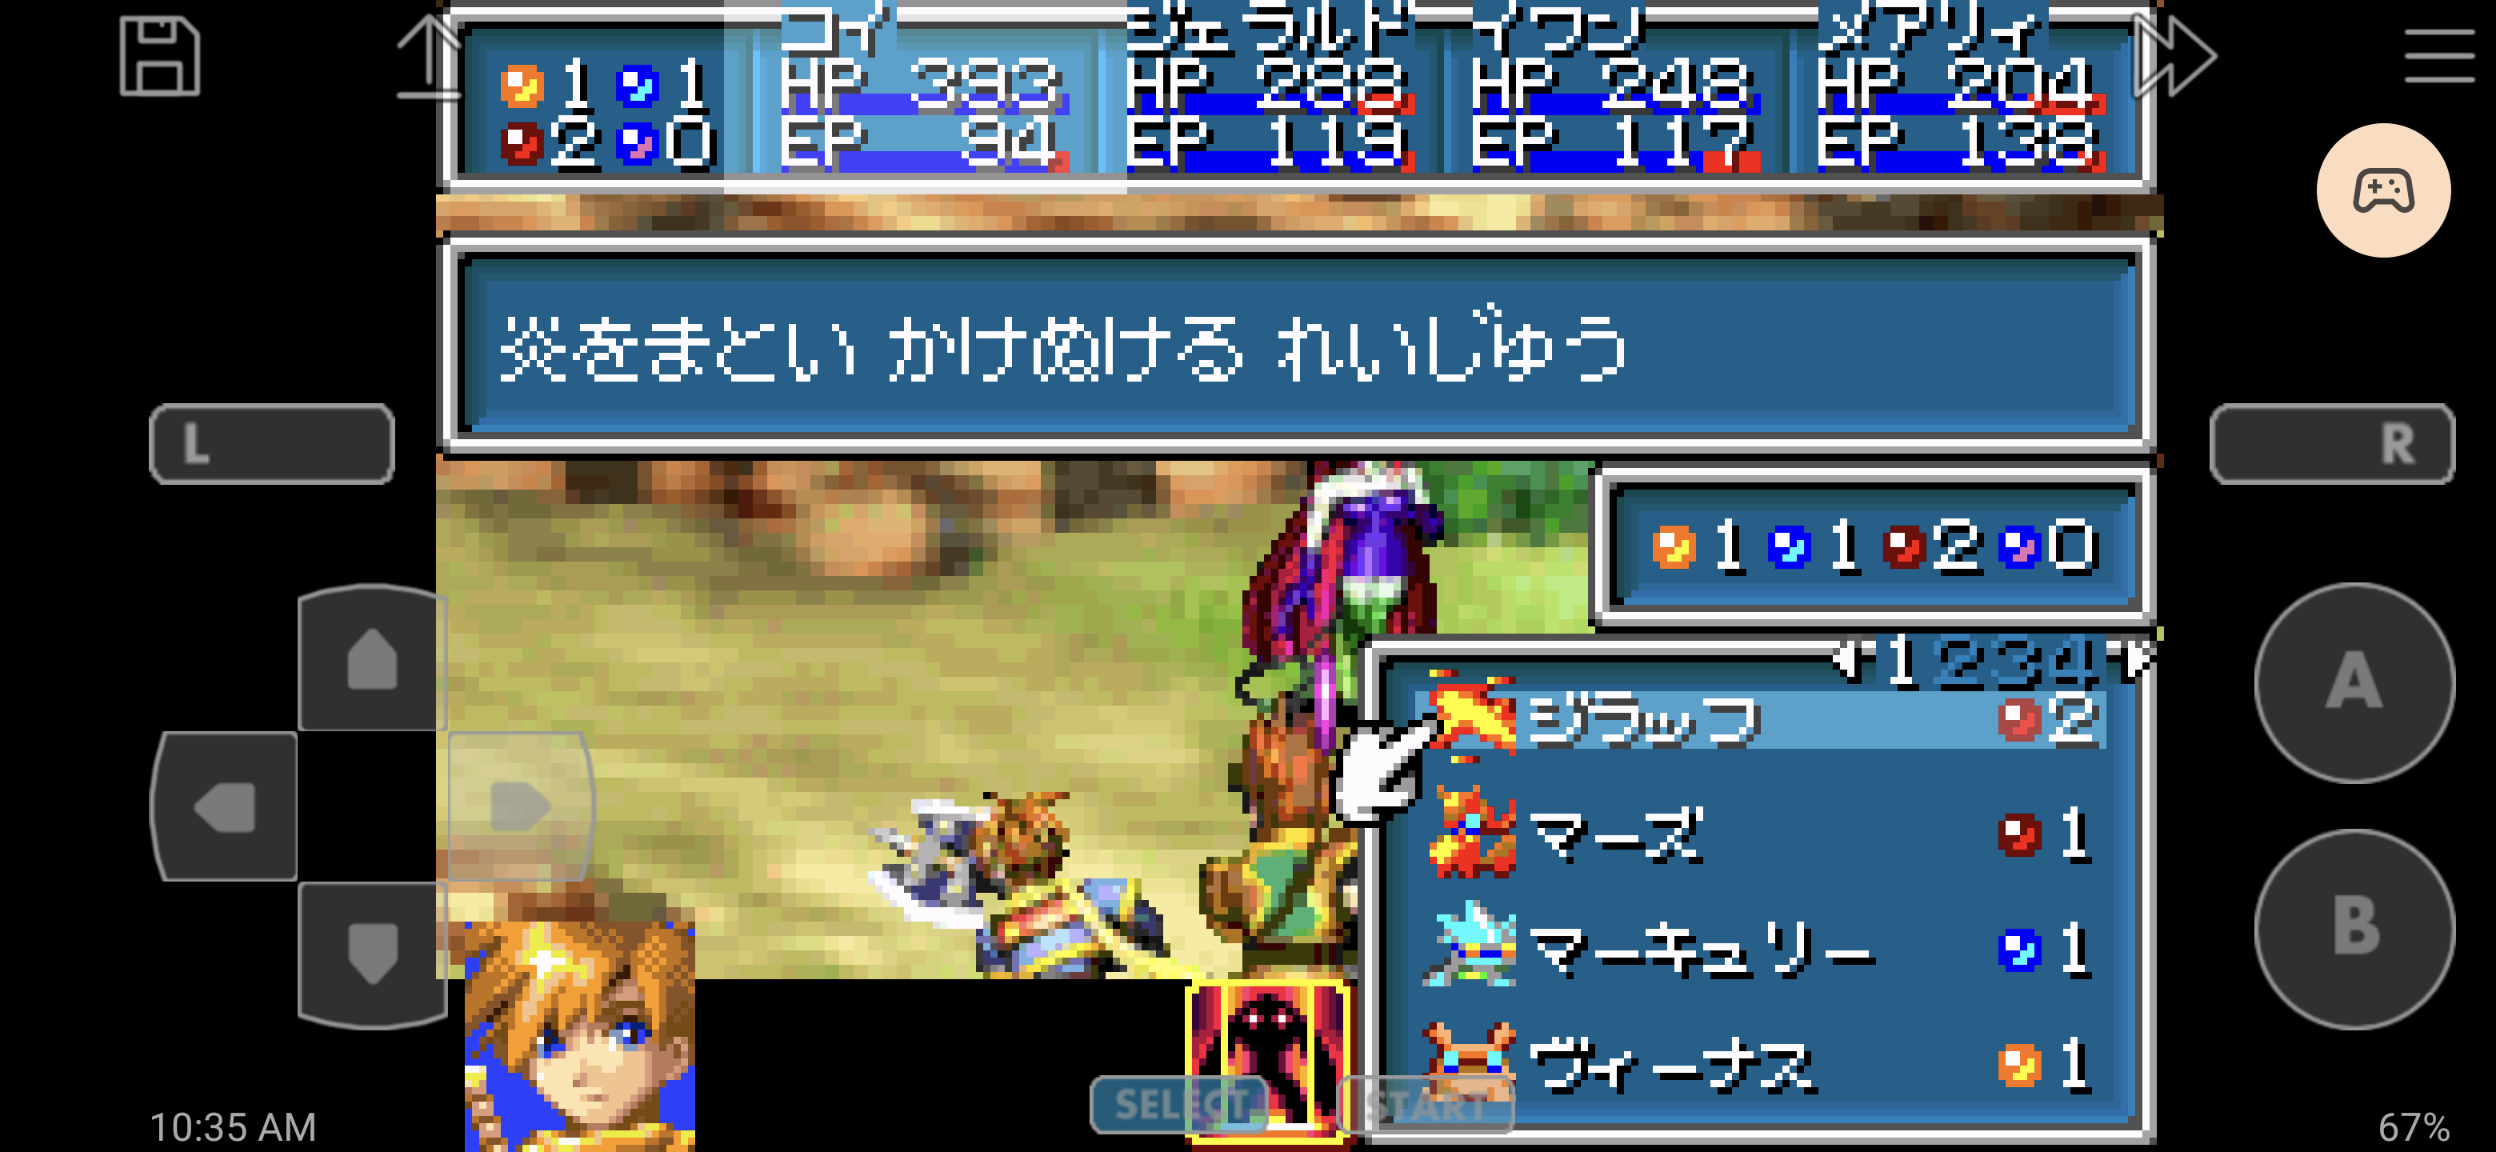 ロイ ジェラルド イワン メアリィ
1 1 HP 393 HP 299 HP 248 HP 204
2 0 EP 94 EP 119 EP 117 EP 138
炎をまとい かけぬける れいじゅう
L
R
1 1 2 0
1 2 3 4
ジラッフ 2
マーズ 1
A
マーキュリー 1
B
ヴィーナス 1
SELECT START
10:35 AM
67%